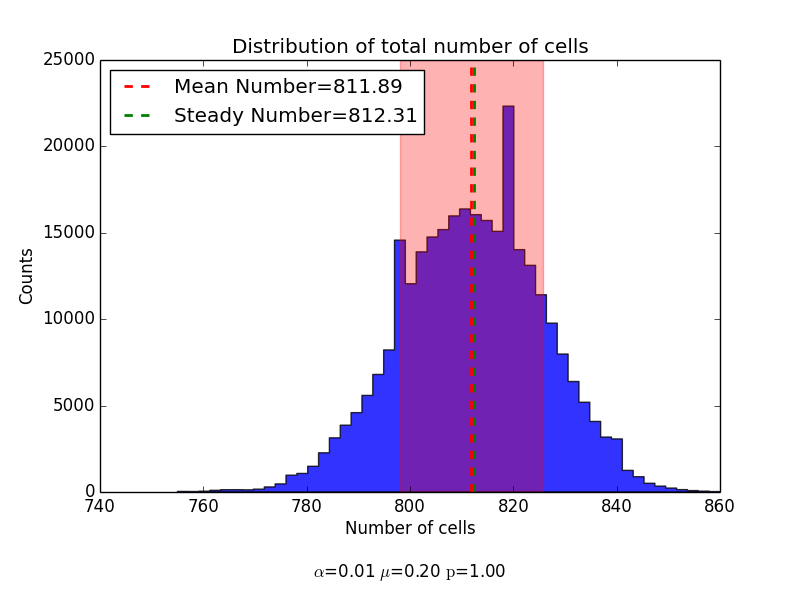 Distribution of total number of cells
25000
20000
15000
10000
5000
0
Counts
Mean Number=811.89
Steady Number=812.31
740 760 780 800 820 840 860
Number of cells
α=0.01 μ=0.20 p=1.00